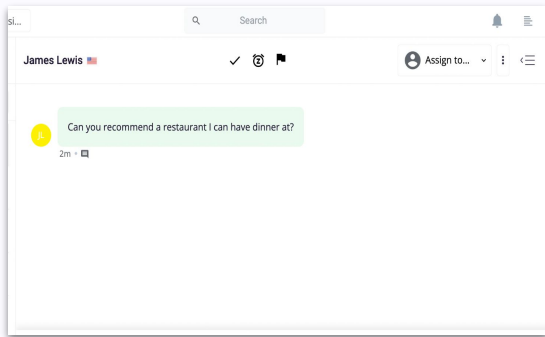 si...
Search
James Lewis
Assign to...
Can you recommend a restaurant I can have dinner at?
2m